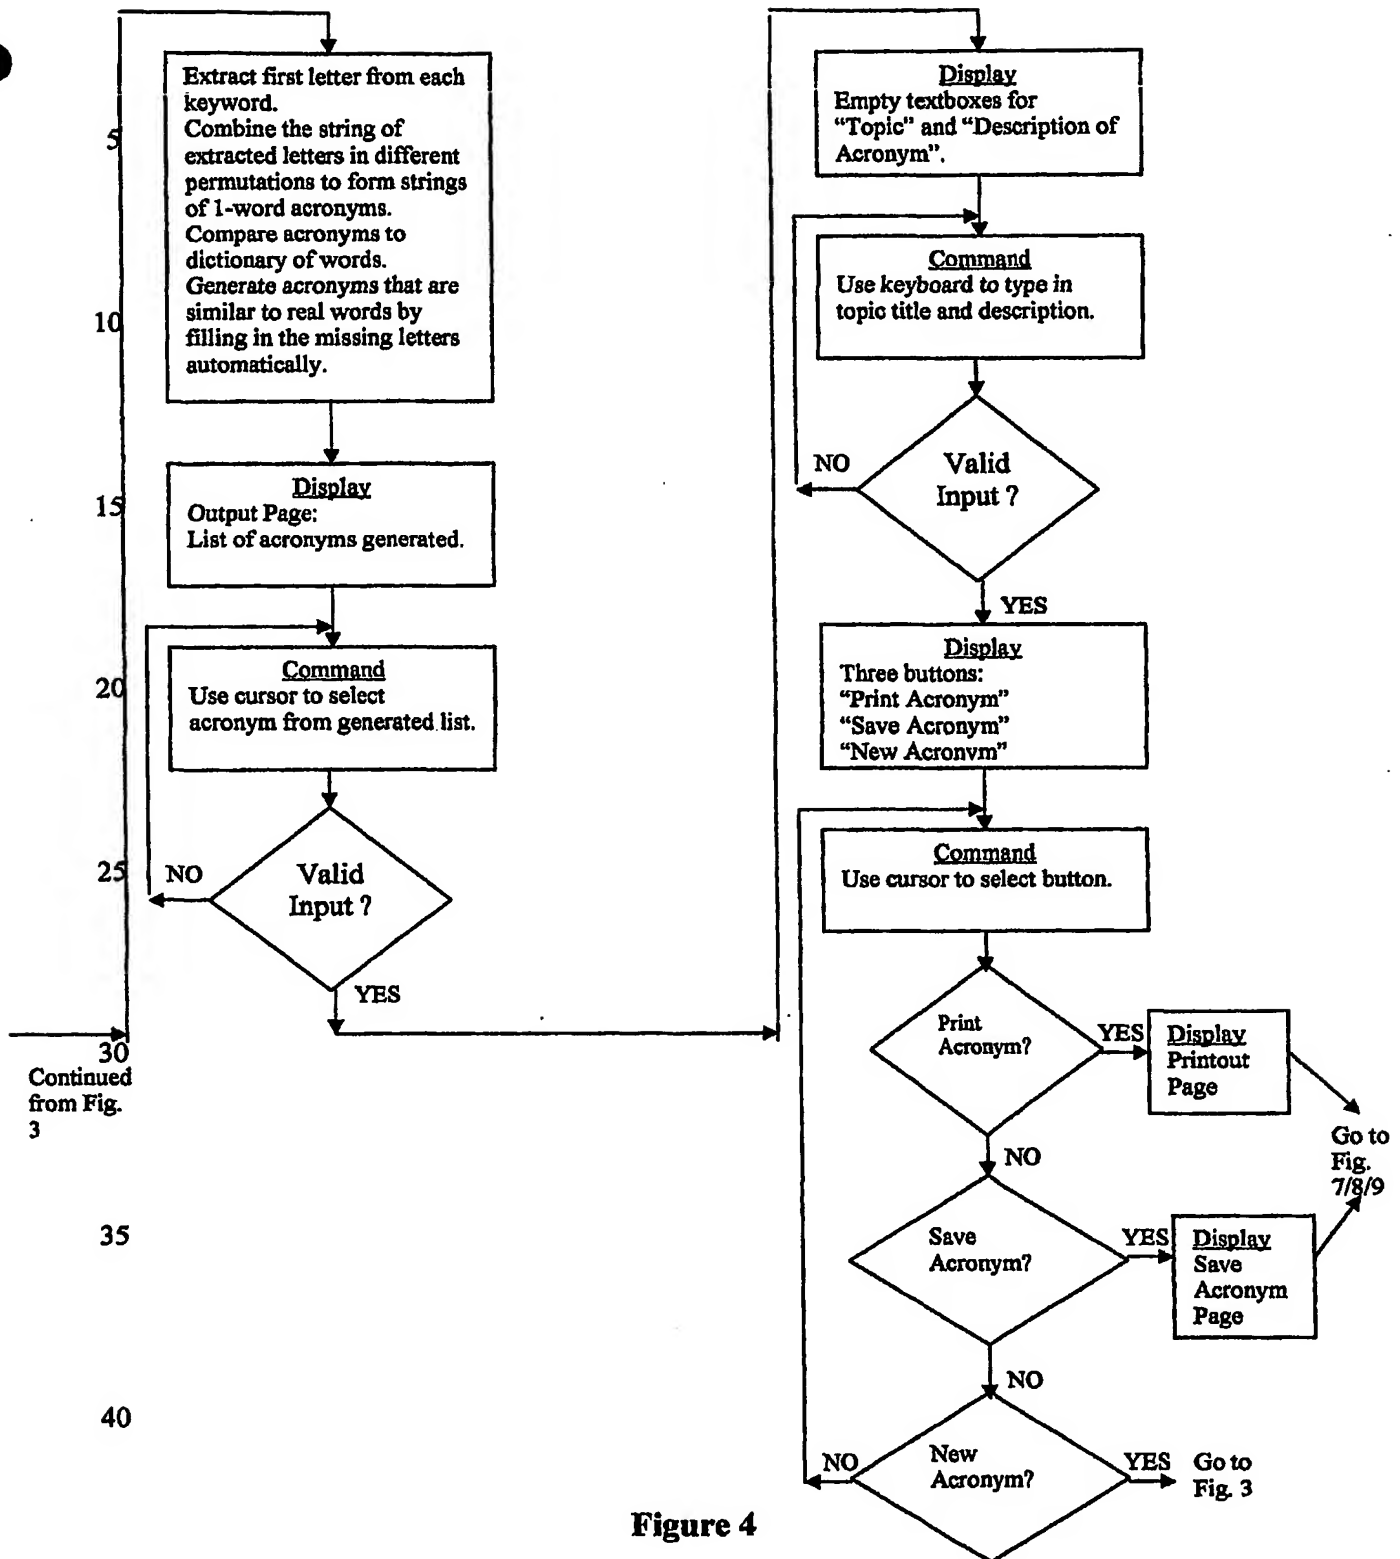 Extract first letter from each
keyword.
Combine the string of
extracted letters in different
permutations to form strings
of 1-word acronyms.
Compare acronyms to
dictionary of words.
Generate acronyms that are
similar to real words by
filling in the missing letters
automatically.
Display
Output Page:
List of acronyms generated.
Command
Use cursor to select
acronym from generated list.
NO
Valid
Input ?
YES
5
10
15
20
25
30
Continued
from Fig.
3
35
40
Display
Empty textboxes for
“Topic” and “Description of
Acronym”.
Command
Use keyboard to type in
topic title and description.
NO
Valid
Input ?
YES
Display
Three buttons:
“Print Acronym”
“Save Acronym”
“New Acronym”
Command
Use cursor to select button.
Print
Acronym?
YES
Display
Printout
Page
Go to
Fig.
7/8/9
NO
Save
Acronym?
YES
Display
Save
Acronym
Page
NO
NO
New
Acronym?
YES
Go to
Fig. 3
Figure 4